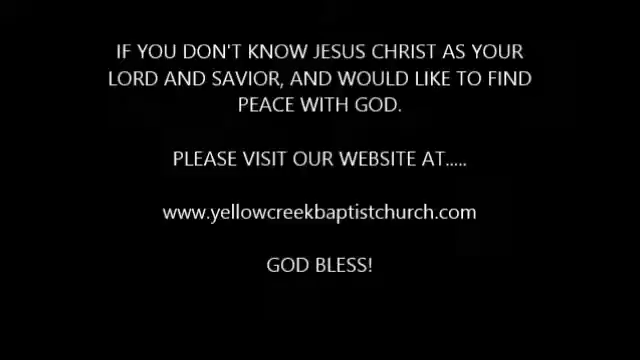 IF YOU DON'T KNOW JESUS CHRIST AS YOUR
LORD AND SAVIOR, AND WOULD LIKE TO FIND
PEACE WITH GOD.
PLEASE VISIT OUR WEBSITE AT.....
www.yellowcreekbaptistchurch.com
GOD BLESS!